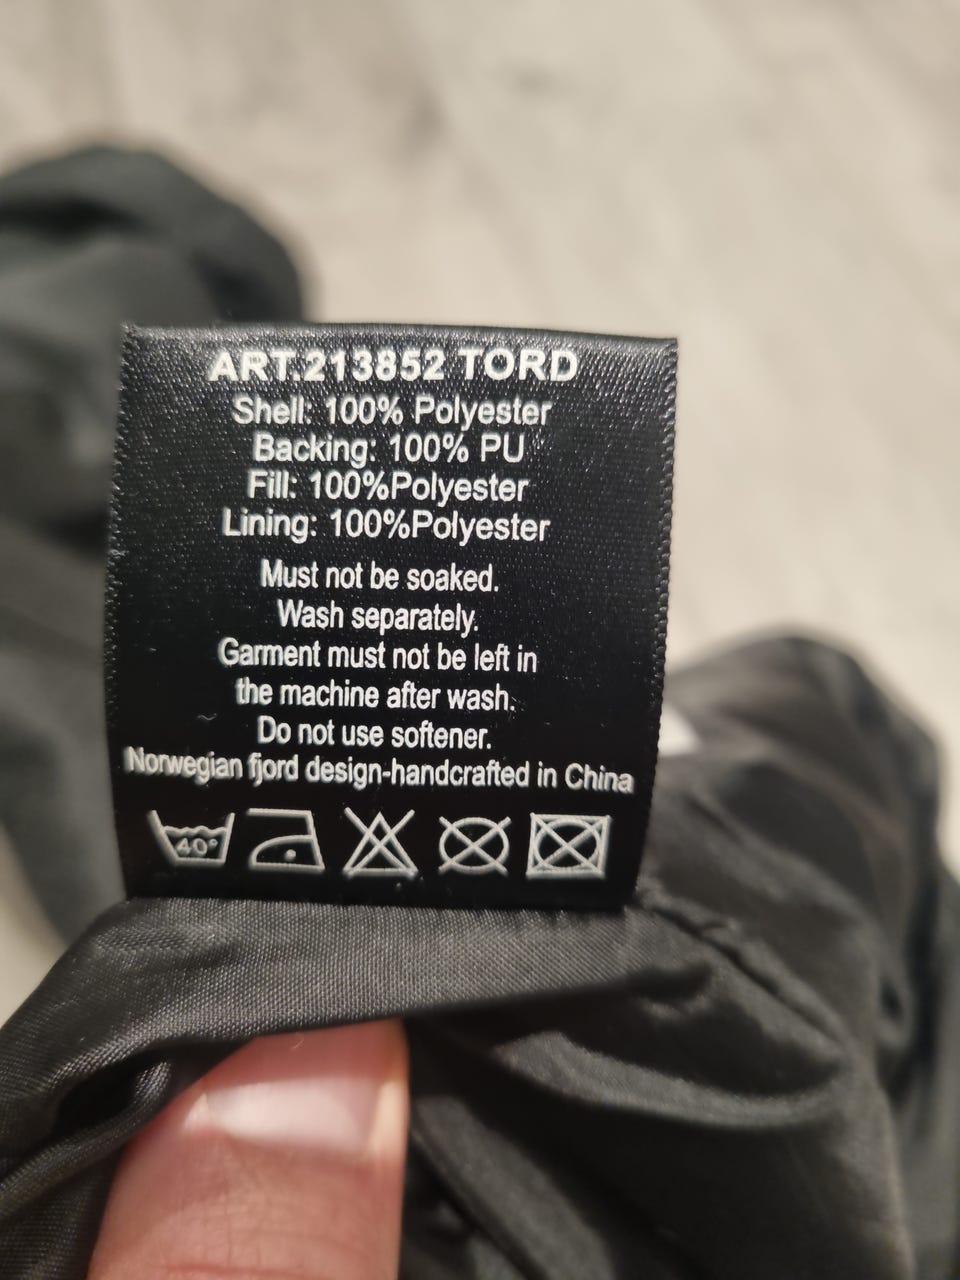 ART.213852 TORD
Shell: 100% Polyester
Backing: 100% PU
Fill: 100%Polyester
Lining: 100%Polyester
Must not be soaked.
Wash separately.
Garment must not be left in
the machine after wash.
Do not use softener.
Norwegian fjord design-handcrafted in China
40°